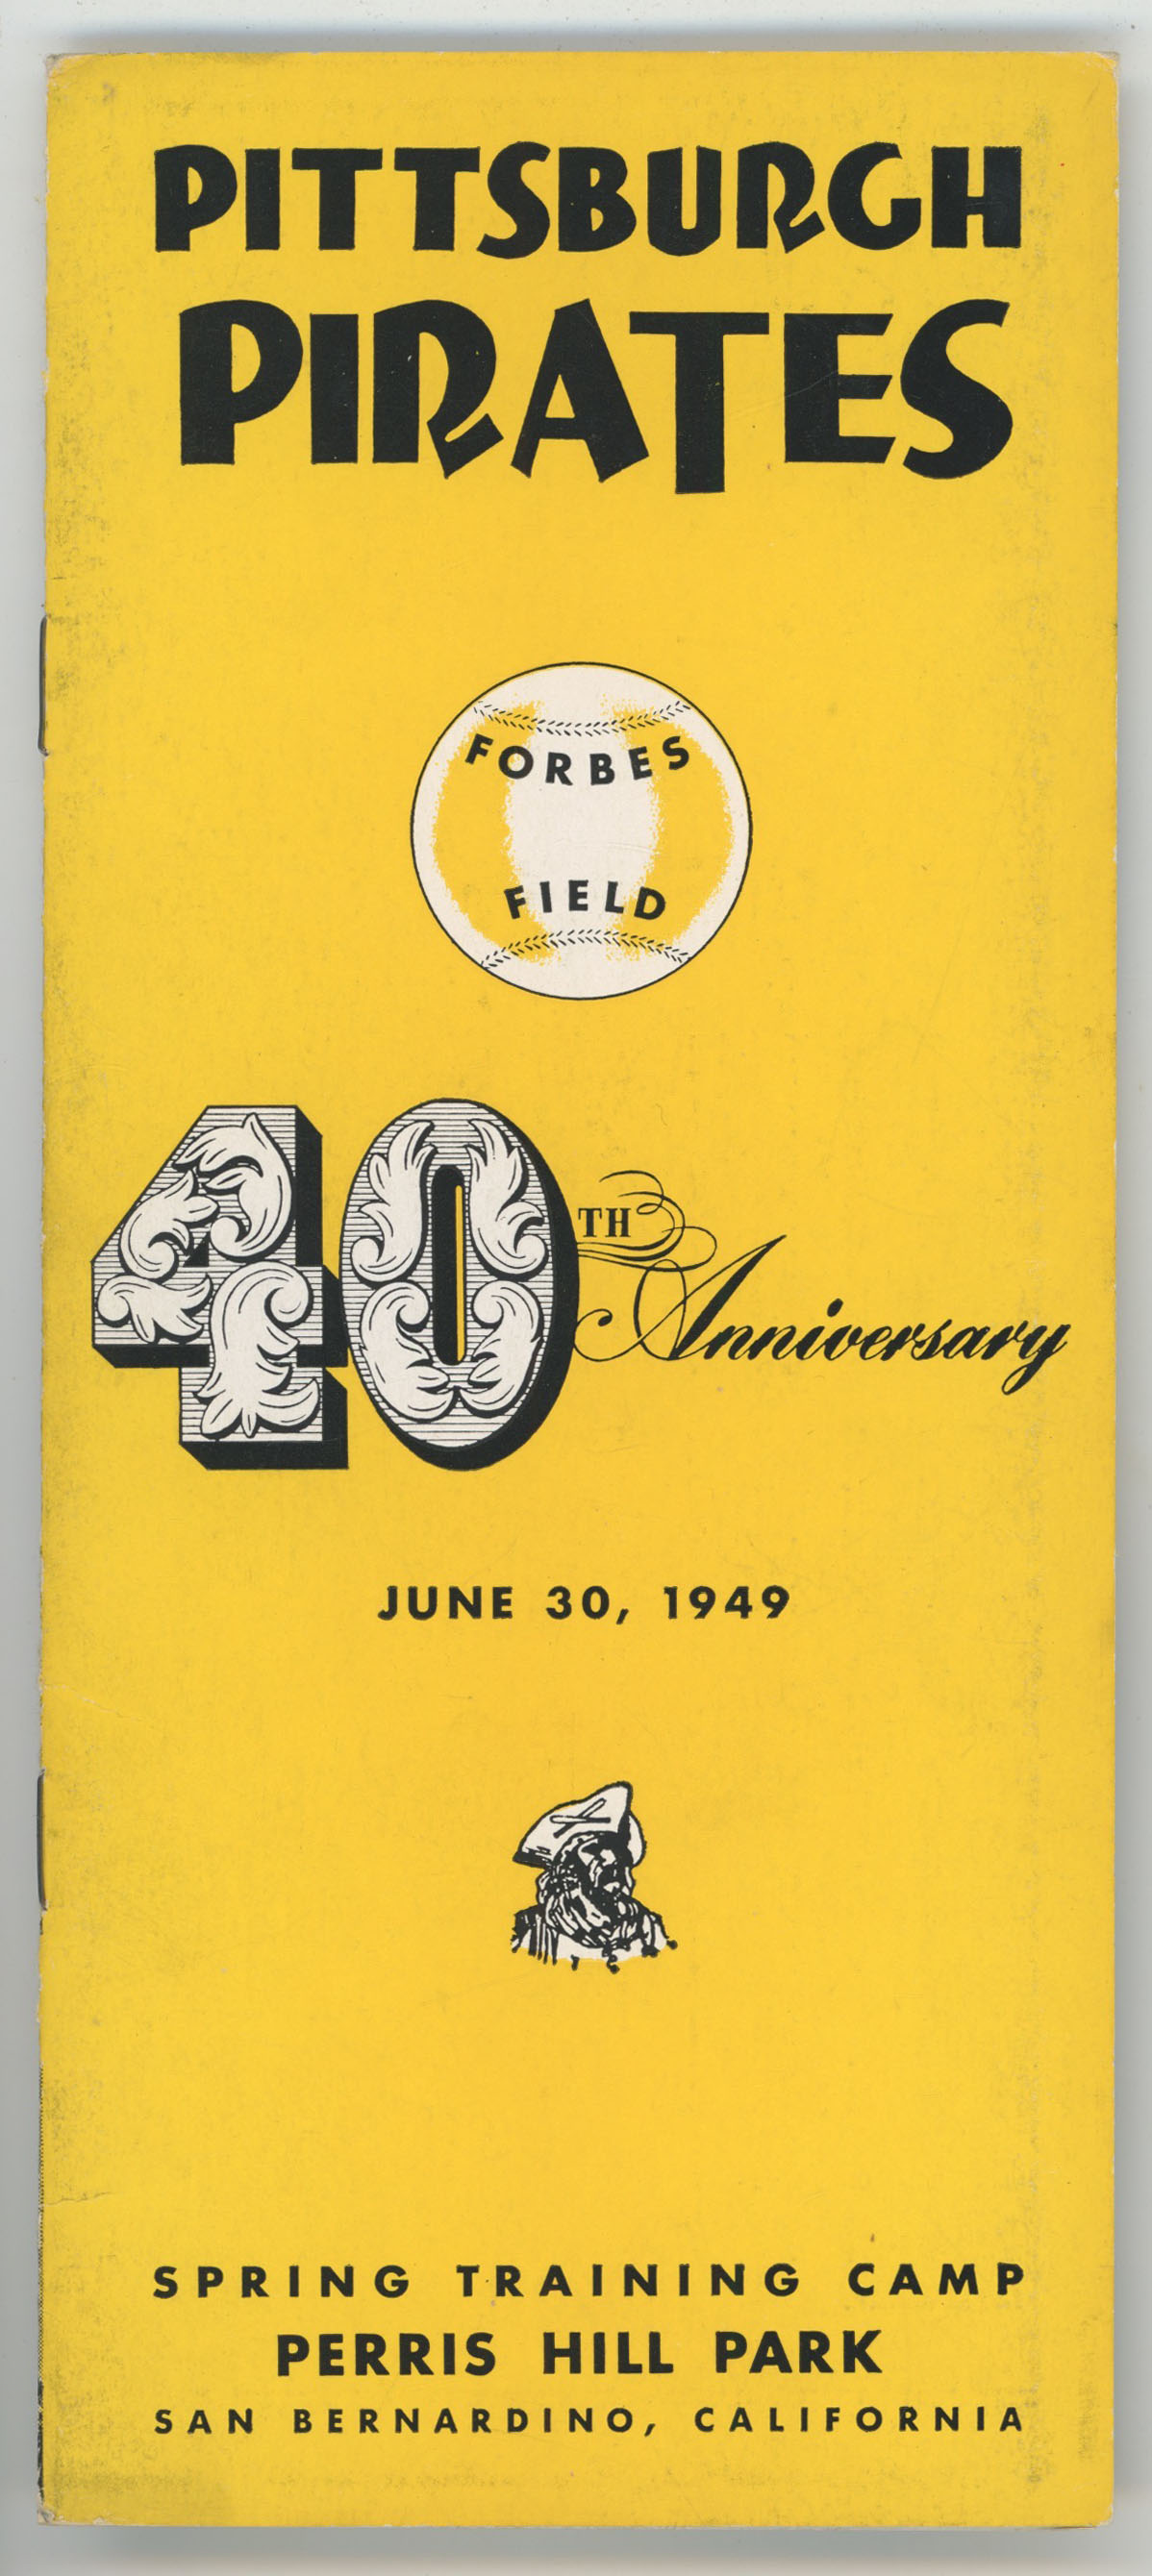 PITTSBURGH
PIRATES
FORBES
FIELD
40TH Anniversary
JUNE 30, 1949
SPRING TRAINING CAMP
PERRIS HILL PARK
SAN BERNARDINO, CALIFORNIA